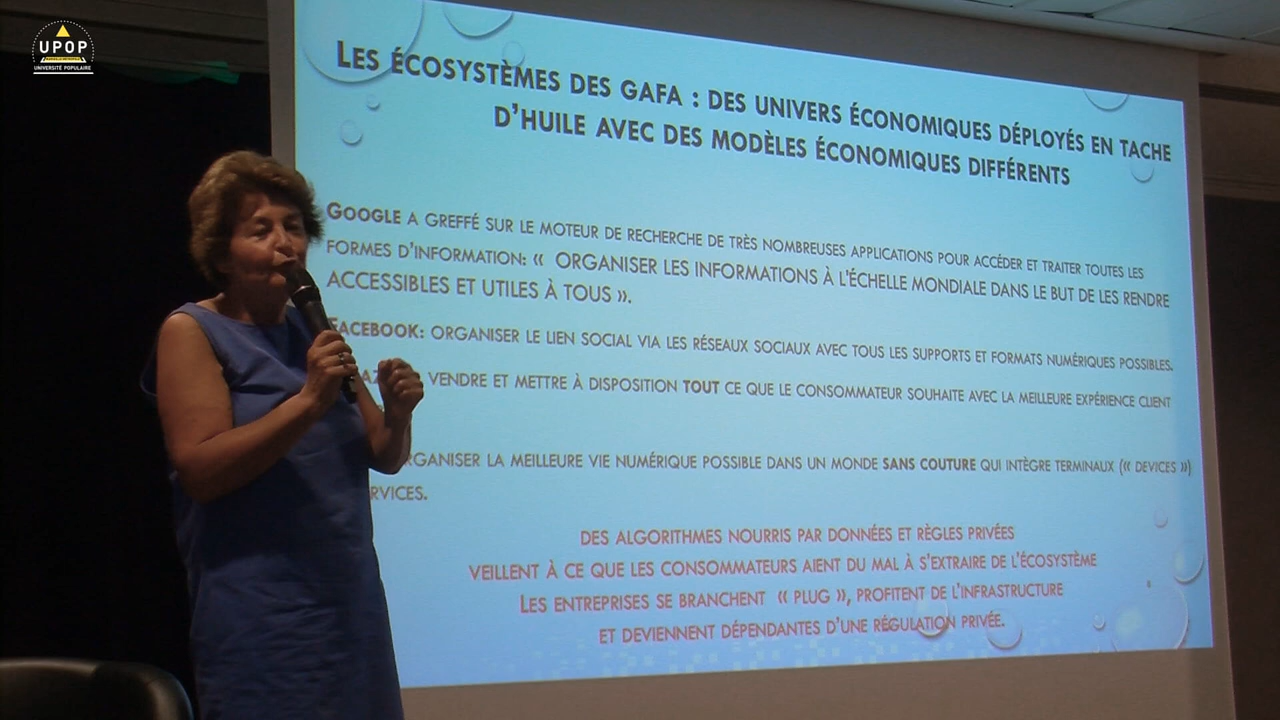 UPOP
UNIVERSITÉ POPULAIRE
LES ÉCOSYSTÈMES DES GAFA : DES UNIVERS ÉCONOMIQUES DÉPLOYÉS EN TACHE
D'HUILE AVEC DES MODÈLES ÉCONOMIQUES DIFFÉRENTS
GOOGLE A GREFFÉ SUR LE MOTEUR DE RECHERCHE DE TRÈS NOMBREUSES APPLICATIONS POUR ACCÉDER ET TRAITER TOUTES LES
FORMES D'INFORMATION: « ORGANISER LES INFORMATIONS À L'ÉCHELLE MONDIALE DANS LE BUT DE LES RENDRE
ACCESSIBLES ET UTILES À TOUS ».
FACEBOOK: ORGANISER LE LIEN SOCIAL VIA LES RÉSEAUX SOCIAUX AVEC TOUS LES SUPPORTS ET FORMATS NUMÉRIQUES POSSIBLES.
VENDRE ET METTRE À DISPOSITION TOUT CE QUE LE CONSOMMATEUR SOUHAITE AVEC LA MEILLEURE EXPÉRIENCE CLIENT
RGANISER LA MEILLEURE VIE NUMÉRIQUE POSSIBLE DANS UN MONDE SANS COUTURE QUI INTÈGRE TERMINAUX (« DEVICES »)
RVICES.
DES ALGORITHMES NOURRIS PAR DONNÉES ET RÈGLES PRIVÉES
VEILLENT À CE QUE LES CONSOMMATEURS AIENT DU MAL À S'EXTRAIRE DE L'ÉCOSYSTÈME
LES ENTREPRISES SE BRANCHENT « PLUG », PROFITENT DE L'INFRASTRUCTURE
ET DEVIENNENT DÉPENDANTES D'UNE RÉGULATION PRIVÉE.